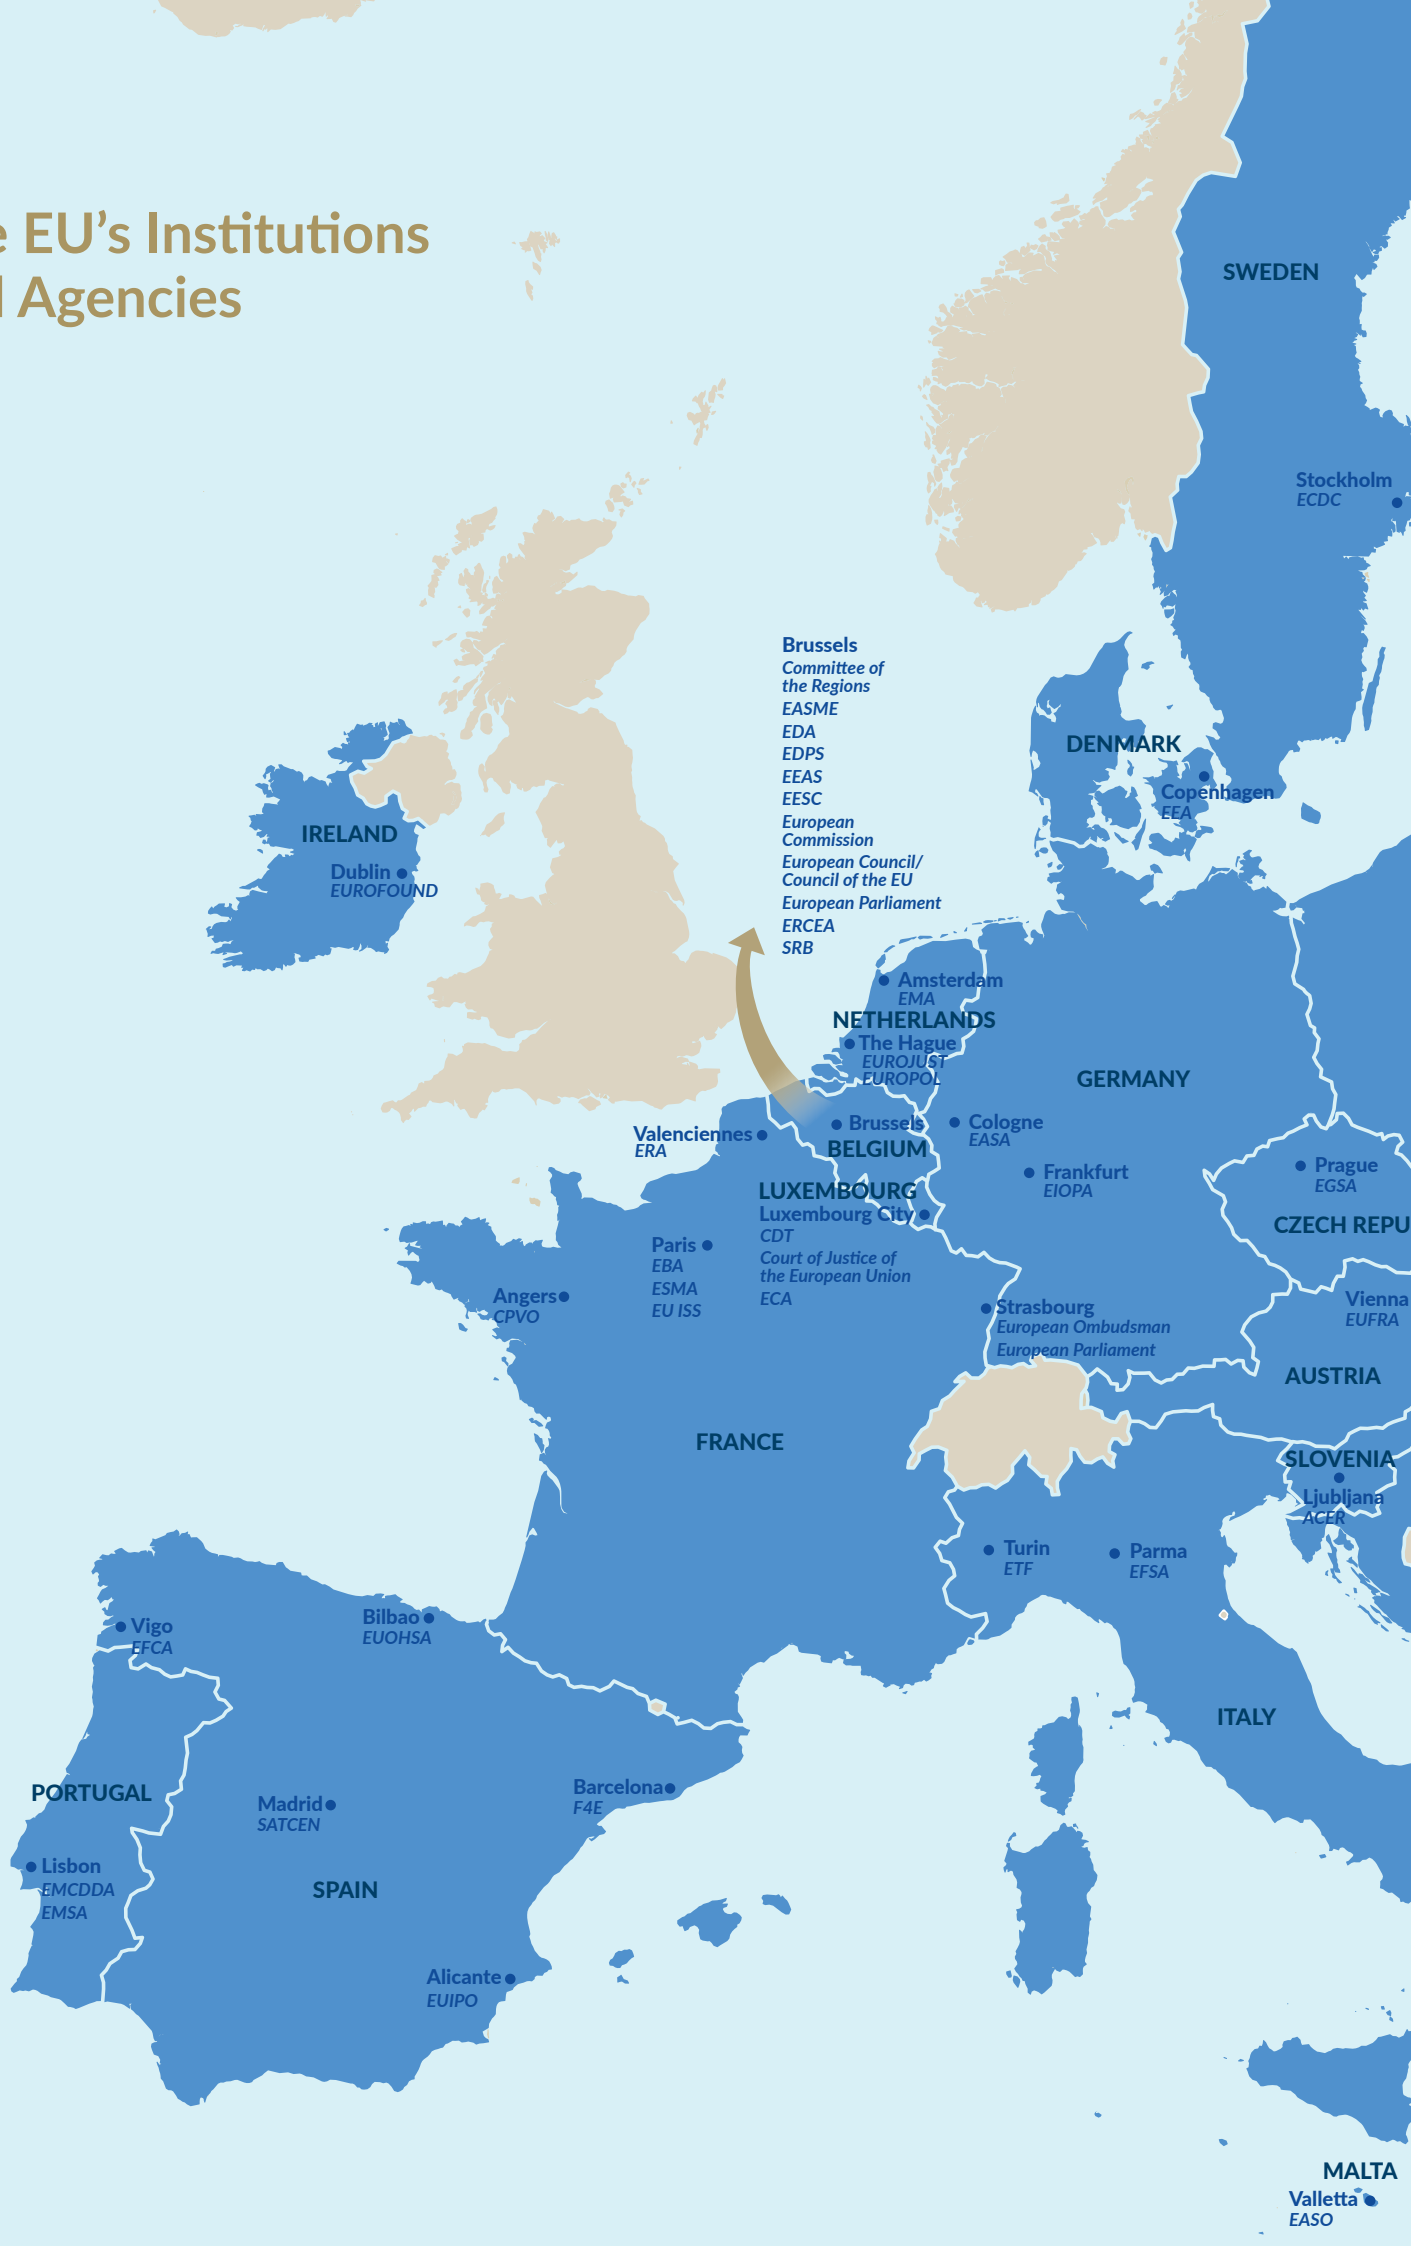 e EU's Institutions
l Agencies
SWEDEN
Stockholm
ECDC
Brussels
Committee of
the Regions
EASME
EDA
EDPS
EEAS
EESC
European
Commission
European Council/
Council of the EU
European Parliament
ERCEA
SRB
DENMARK
Copenhagen
EEA
IRELAND
Dublin
EUROFOUND
Amsterdam
EMA
NETHERLANDS
The Hague
EUROJUST
EUROPOL
GERMANY
Valenciennes
ERA
Brussels
BELGIUM
Cologne
EASA
Frankfurt
EIOPA
Prague
EGSA
CZECH REPU
LUXEMBOURG
Luxembourg City
CDT
Court of Justice of
the European Union
ECA
Paris
EBA
ESMA
EU ISS
Angers
CPVO
Strasbourg
European Ombudsman
European Parliament
Vienna
EUFRA
AUSTRIA
FRANCE
SLOVENIA
Ljubljana
ACER
Turin
ETF
Parma
EFSA
Vigo
EFCA
Bilbao
EUOHSA
ITALY
PORTUGAL
Madrid
SATCEN
Barcelona
F4E
Lisbon
EMCDDA
EMSA
SPAIN
Alicante
EUIPO
MALTA
Valletta
EASO